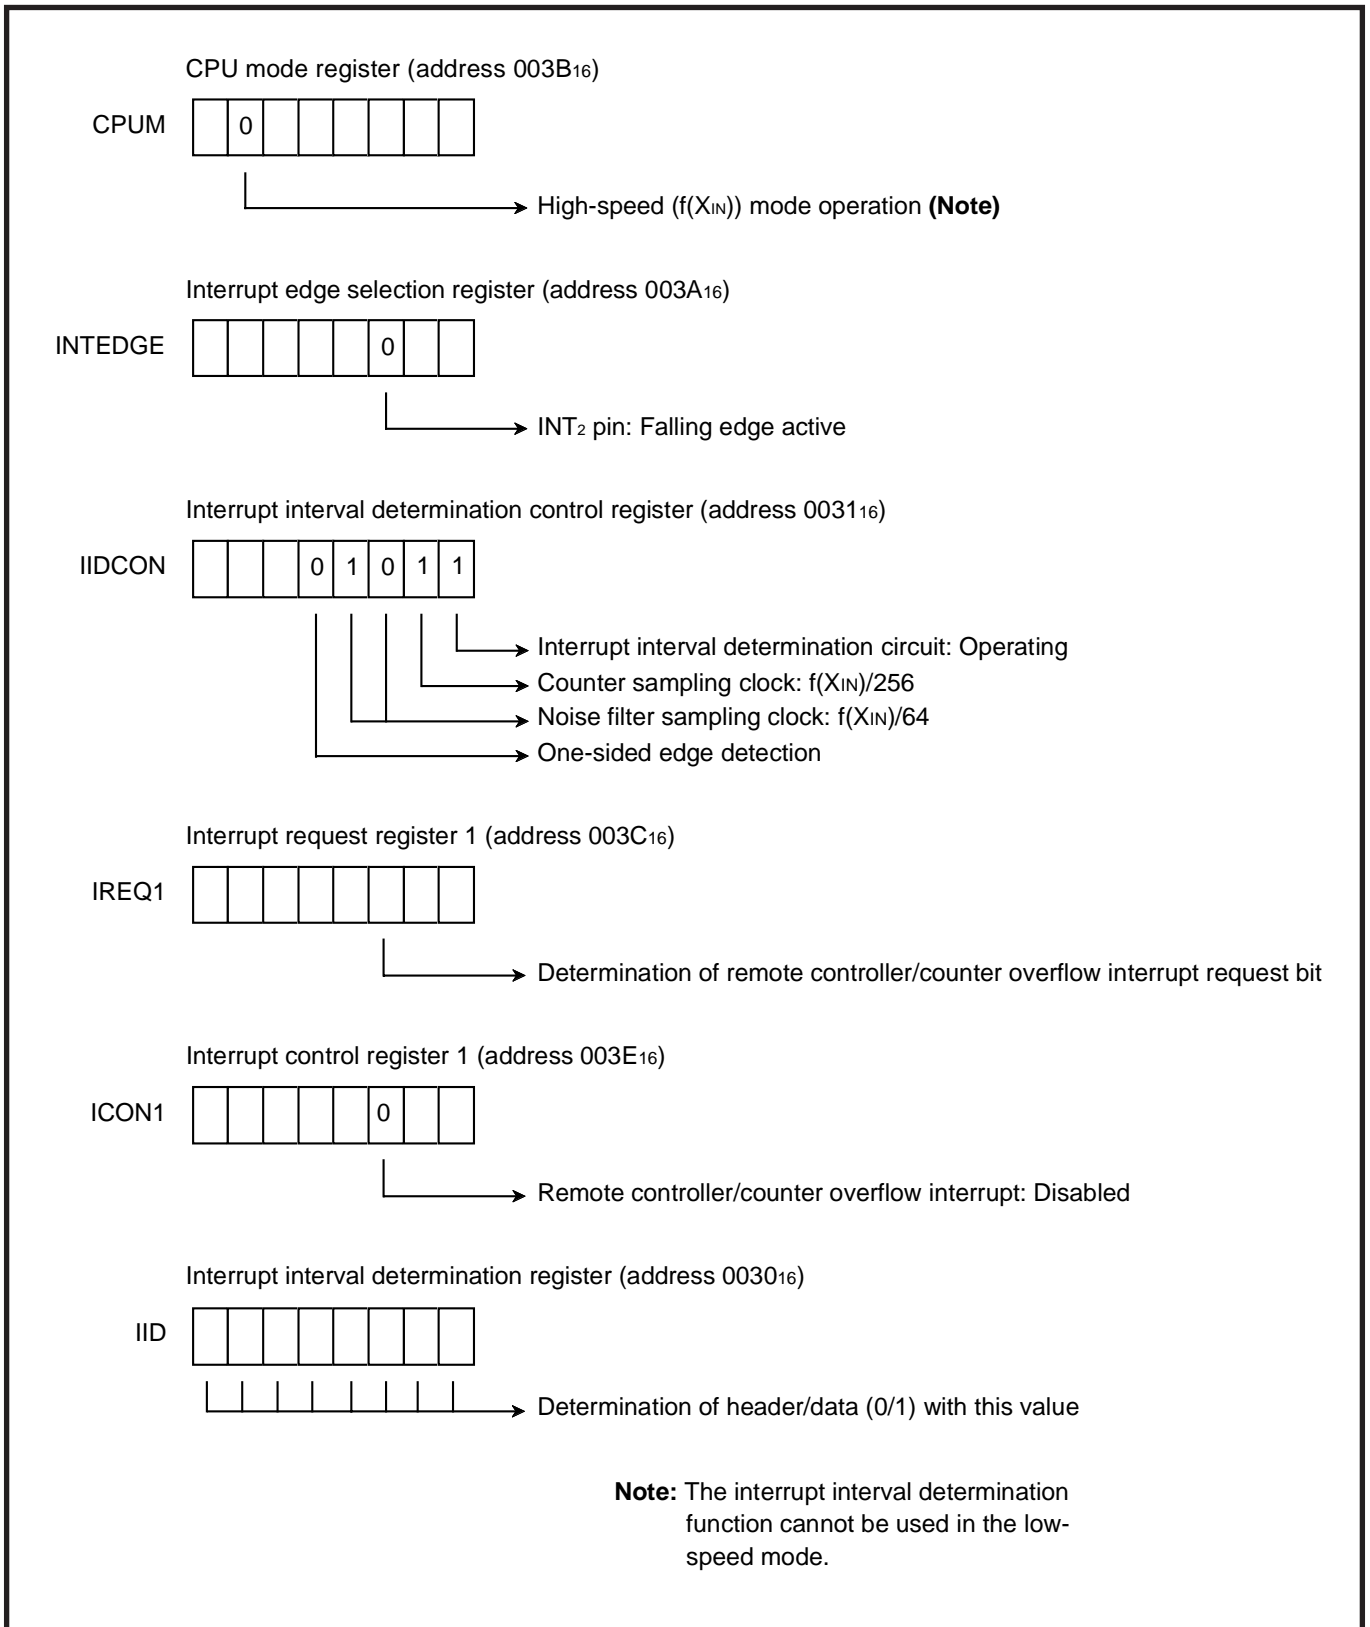 CPU mode register (address 003B16)
CPUM 0
High-speed (f(XIN)) mode operation (Note)
Interrupt edge selection register (address 003A16)
INTEDGE 0
INT2 pin: Falling edge active
Interrupt interval determination control register (address 003116)
IIDCON 0 1 0 1 1
Interrupt interval determination circuit: Operating
Counter sampling clock: f(XIN)/256
Noise filter sampling clock: f(XIN)/64
One-sided edge detection
Interrupt request register 1 (address 003C16)
IREQ1
Determination of remote controller/counter overflow interrupt request bit
Interrupt control register 1 (address 003E16)
ICON1 0
Remote controller/counter overflow interrupt: Disabled
Interrupt interval determination register (address 003016)
IID
Determination of header/data (0/1) with this value
Note: The interrupt interval determination
function cannot be used in the low-
speed mode.